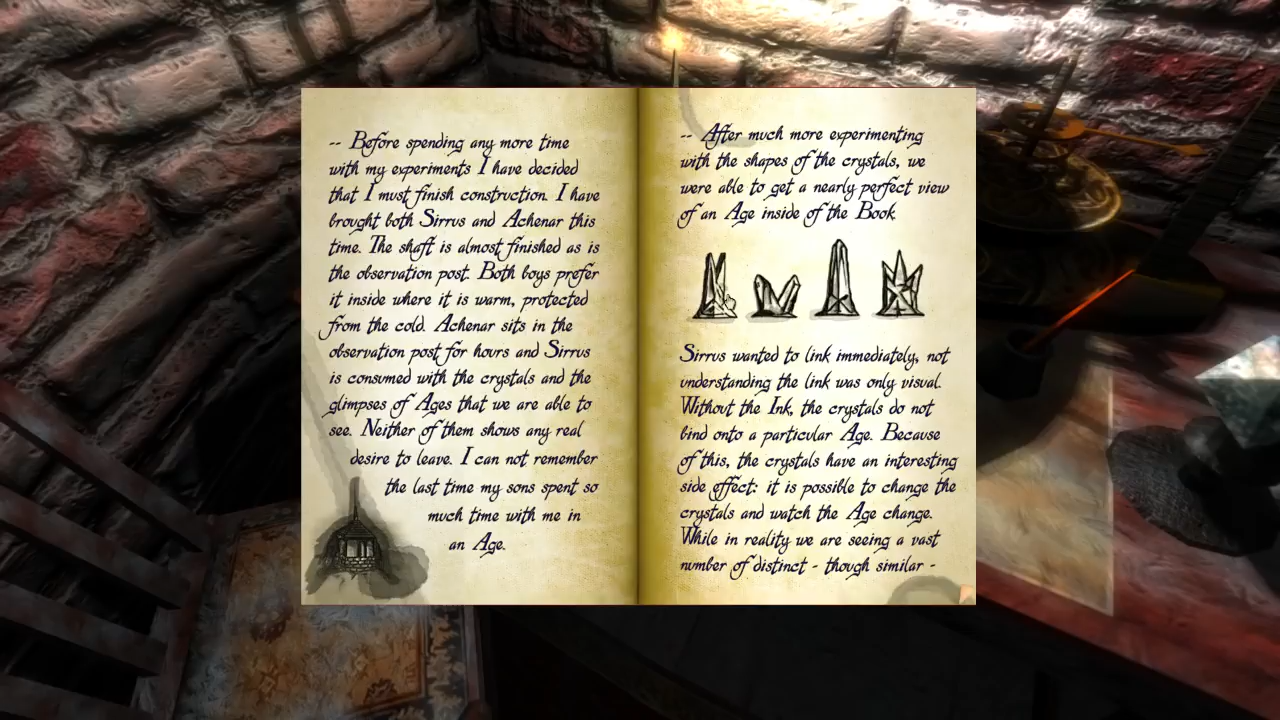 -- Before spending any more time
with my experiments I have decided
that I must finish construction. I have
brought both Sirrus and Achenar this
time. The shaft is almost finished as is
the observation post. Both boys prefer
it inside where it is warm, protected
from the cold. Achenar sits in the
observation post for hours and Sirrus
is consumed with the crystals and the
glimpses of Ages that we are able to
see. Neither of them shows any real
desire to leave. I can not remember
the last time my sons spent so
much time with me in
an Age.
-- After much more experimenting
with the shapes of the crystals, we
were able to get a nearly perfect view
of an Age inside of the Book.
Sirrus wanted to link immediately, not
understanding the link was only visual.
Without the Ink, the crystals do not
bind onto a particular Age. Because
of this, the crystals have an interesting
side effect: it is possible to change the
crystals and watch the Age change.
While in reality we are seeing a vast
number of distinct - though similar -